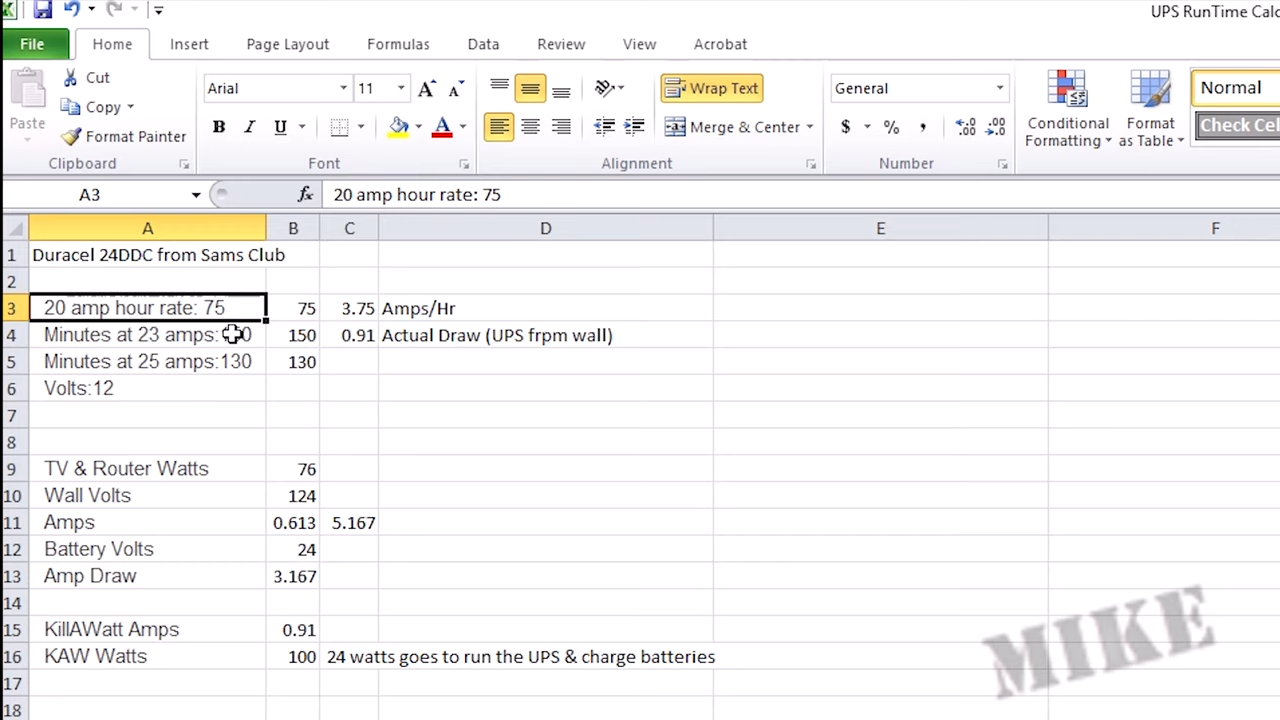 UPS RunTime Calc
File Home Insert Page Layout Formulas Data Review View Acrobat
Paste
Cut
Copy
Format Painter
Clipboard
Arial 11
B I U A
Font
Wrap Text
Merge & Center
Alignment
General
$ % ,
Number
Conditional Formatting
Format as Table
Normal
Check Cel
A3 fx 20 amp hour rate: 75
A B C D E F
1 Duracel 24DDC from Sams Club
2
3 20 amp hour rate: 75 75 3.75 Amps/Hr
4 Minutes at 23 amps: 0 150 0.91 Actual Draw (UPS frpm wall)
5 Minutes at 25 amps:130 130
6 Volts:12
7
8
9 TV & Router Watts 76
10 Wall Volts 124
11 Amps 0.613 5.167
12 Battery Volts 24
13 Amp Draw 3.167
14
15 KillAWatt Amps 0.91
16 KAW Watts 100 24 watts goes to run the UPS & charge batteries
17
18
MIKE